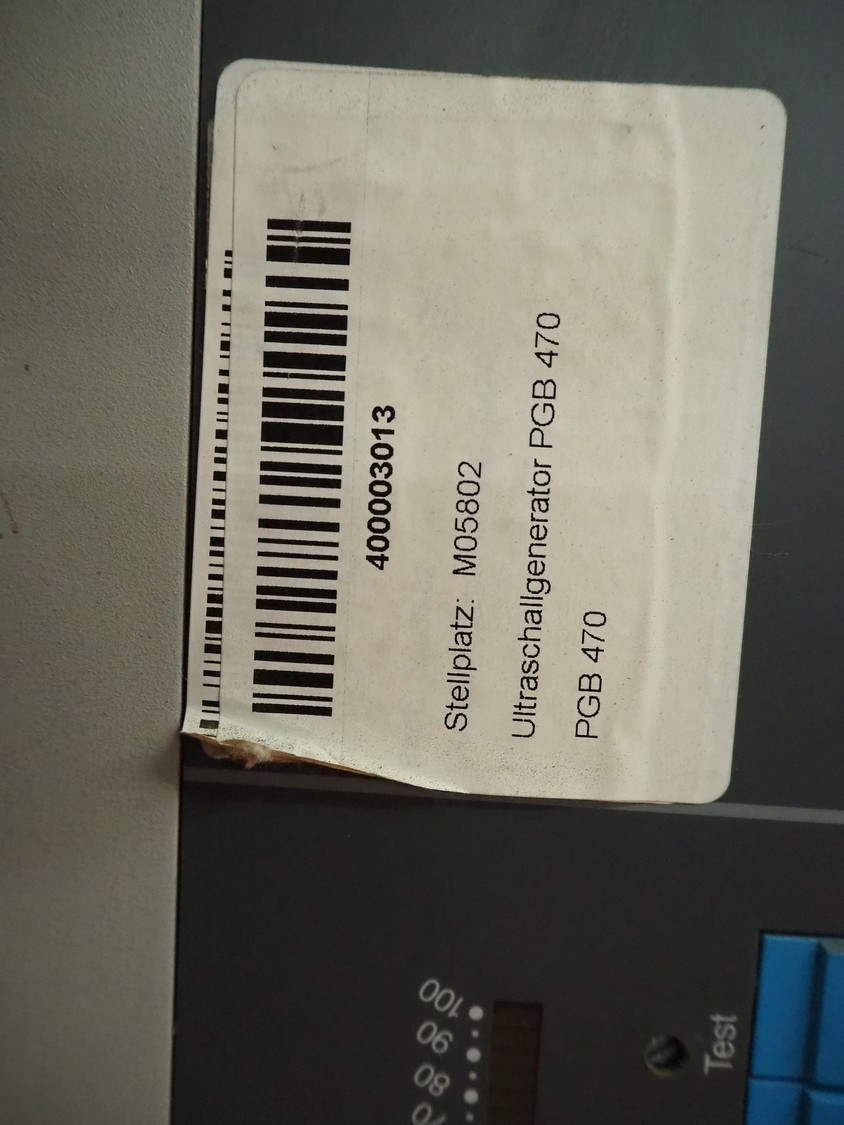 400003013
Stellplatz: M05802
Ultraschallgenerator PGB 470
PGB 470
80
90
100
Test